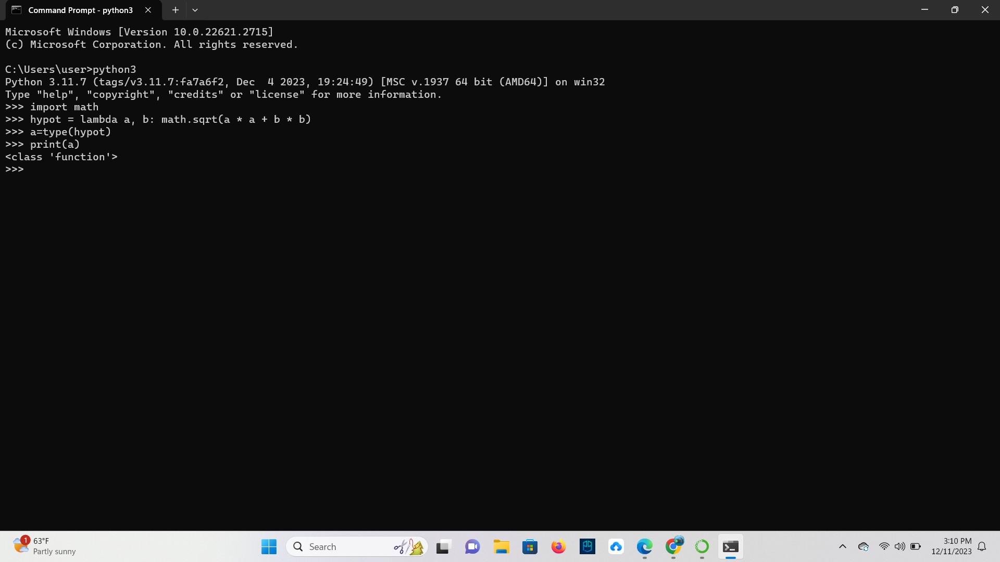 Command Prompt - python3
Microsoft Windows [Version 10.0.22621.2715]
(c) Microsoft Corporation. All rights reserved.
C:\Users\user>python3
Python 3.11.7 (tags/v3.11.7:fa7a6f2, Dec  4 2023, 19:24:49) [MSC v.1937 64 bit (AMD64)] on win32
Type "help", "copyright", "credits" or "license" for more information.
>>> import math
>>> hypot = lambda a, b: math.sqrt(a * a + b * b)
>>> a=type(hypot)
>>> print(a)
<class 'function'>
>>>
1
63°F
Partly sunny
Search
3:10 PM
12/11/2023